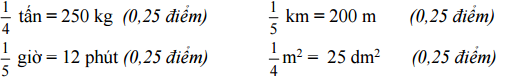 1/4 tấn = 250 kg (0,25 điểm) 1/5 km = 200 m (0,25 điểm)
1/5 giờ = 12 phút (0,25 điểm) 1/4 m² = 25 dm² (0,25 điểm)